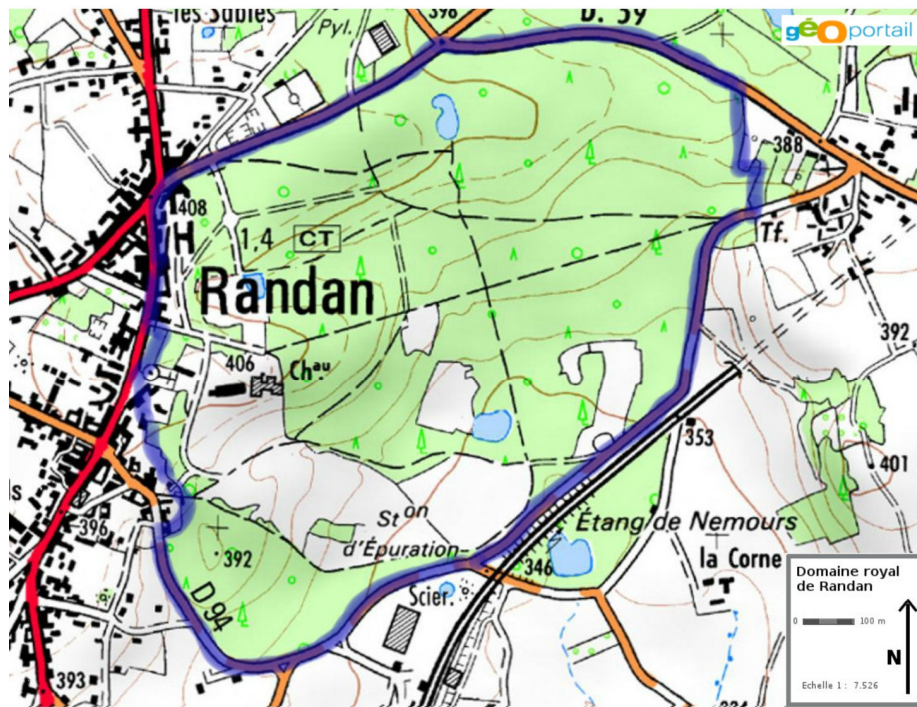 les Sables
Pyl.
398
D. 59
géoportail
388
408
H
1,4
CT
Tf.
Randan
392
406
Chau.
353
401
Ston
d'Épuration
Étang de Nemours
396
392
346
la Corne
Scier.
D 94
393
Domaine royal
de Randan
0 100 m
N
Echelle 1 : 7.526